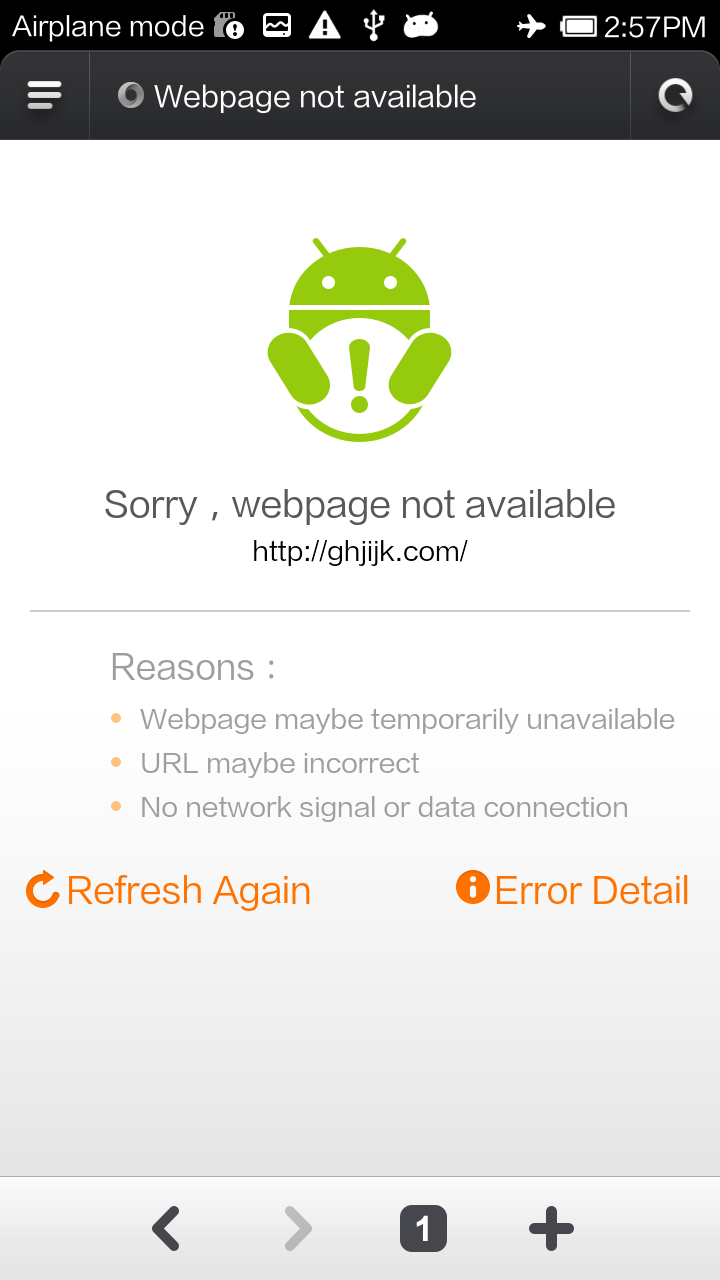 Airplane mode 2:57PM
Webpage not available
!
Sorry , webpage not available
http://ghjijk.com/
Reasons :
Webpage maybe temporarily unavailable
URL maybe incorrect
No network signal or data connection
Refresh Again Error Detail
1